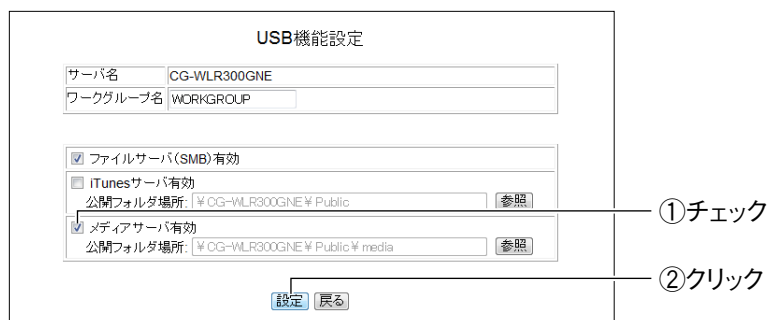 USB機能設定
サーバ名 CG-WLR300GNE
ワークグループ名 WORKGROUP
ファイルサーバ(SMB)有効
iTunesサーバ有効
公開フォルダ場所: ¥CG-WLR300GNE¥Public 参照
メディアサーバ有効
公開フォルダ場所: ¥CG-WLR300GNE¥Public¥media 参照
①チェック
設定 戻る
②クリック